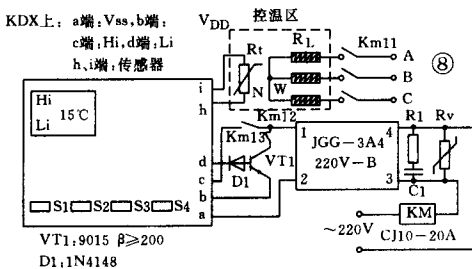 KDX上: a端:Vss,b端:
c端:Hi,d端:Li
h、i端:传感器
V_DD
控温区
Rt
R_L
Km11
A
⑧
i
W
B
N
h
C
Hi
Li
15℃
Km12
Km13
1
JGG-3A4
4
R1
Rv
d
VT1
220V-B
c
D1
2
3
C1
b
S1 S2 S3 S4
a
KM
~220V
CJ10-20A
VT1:9015 β≥200
D1:1N4148